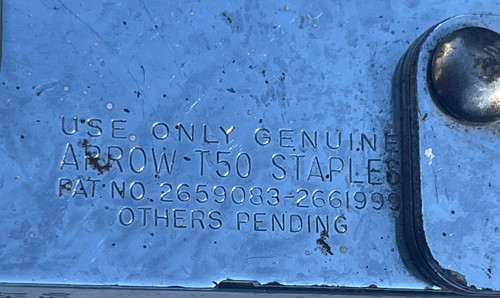 USE ONLY GENUINE
ARROW-T50 STAPLES
PAT. NO. 2659083-2661999
OTHERS PENDING